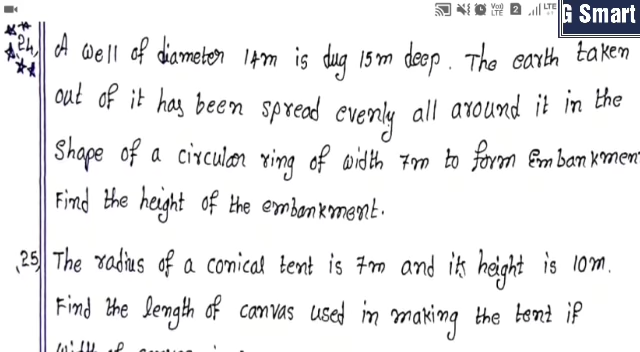 LTE
G Smart
24, A well of diameter 14m is dug 15m deep. The earth taken
out of it has been spread evenly all around it in the
Shape of a circular ring of width 7m to form Embankmen
Find the height of the embankment.
25, The radius of a conical tent is 7m and its height is 10m.
Find the length of canvas used in making the tent if